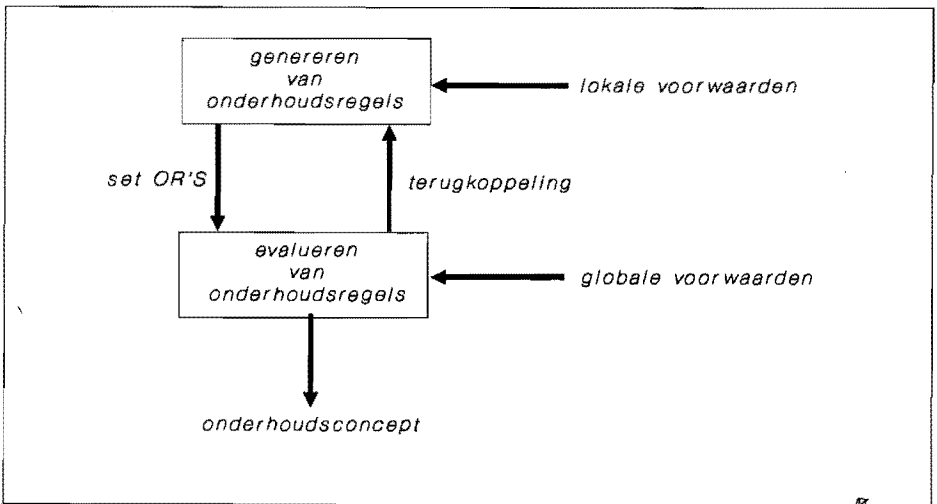 genereren
van
onderhoudsregels
lokale voorwaarden
set OR'S
terugkoppeling
evalueren
van
onderhoudsregels
globale voorwaarden
onderhoudsconcept